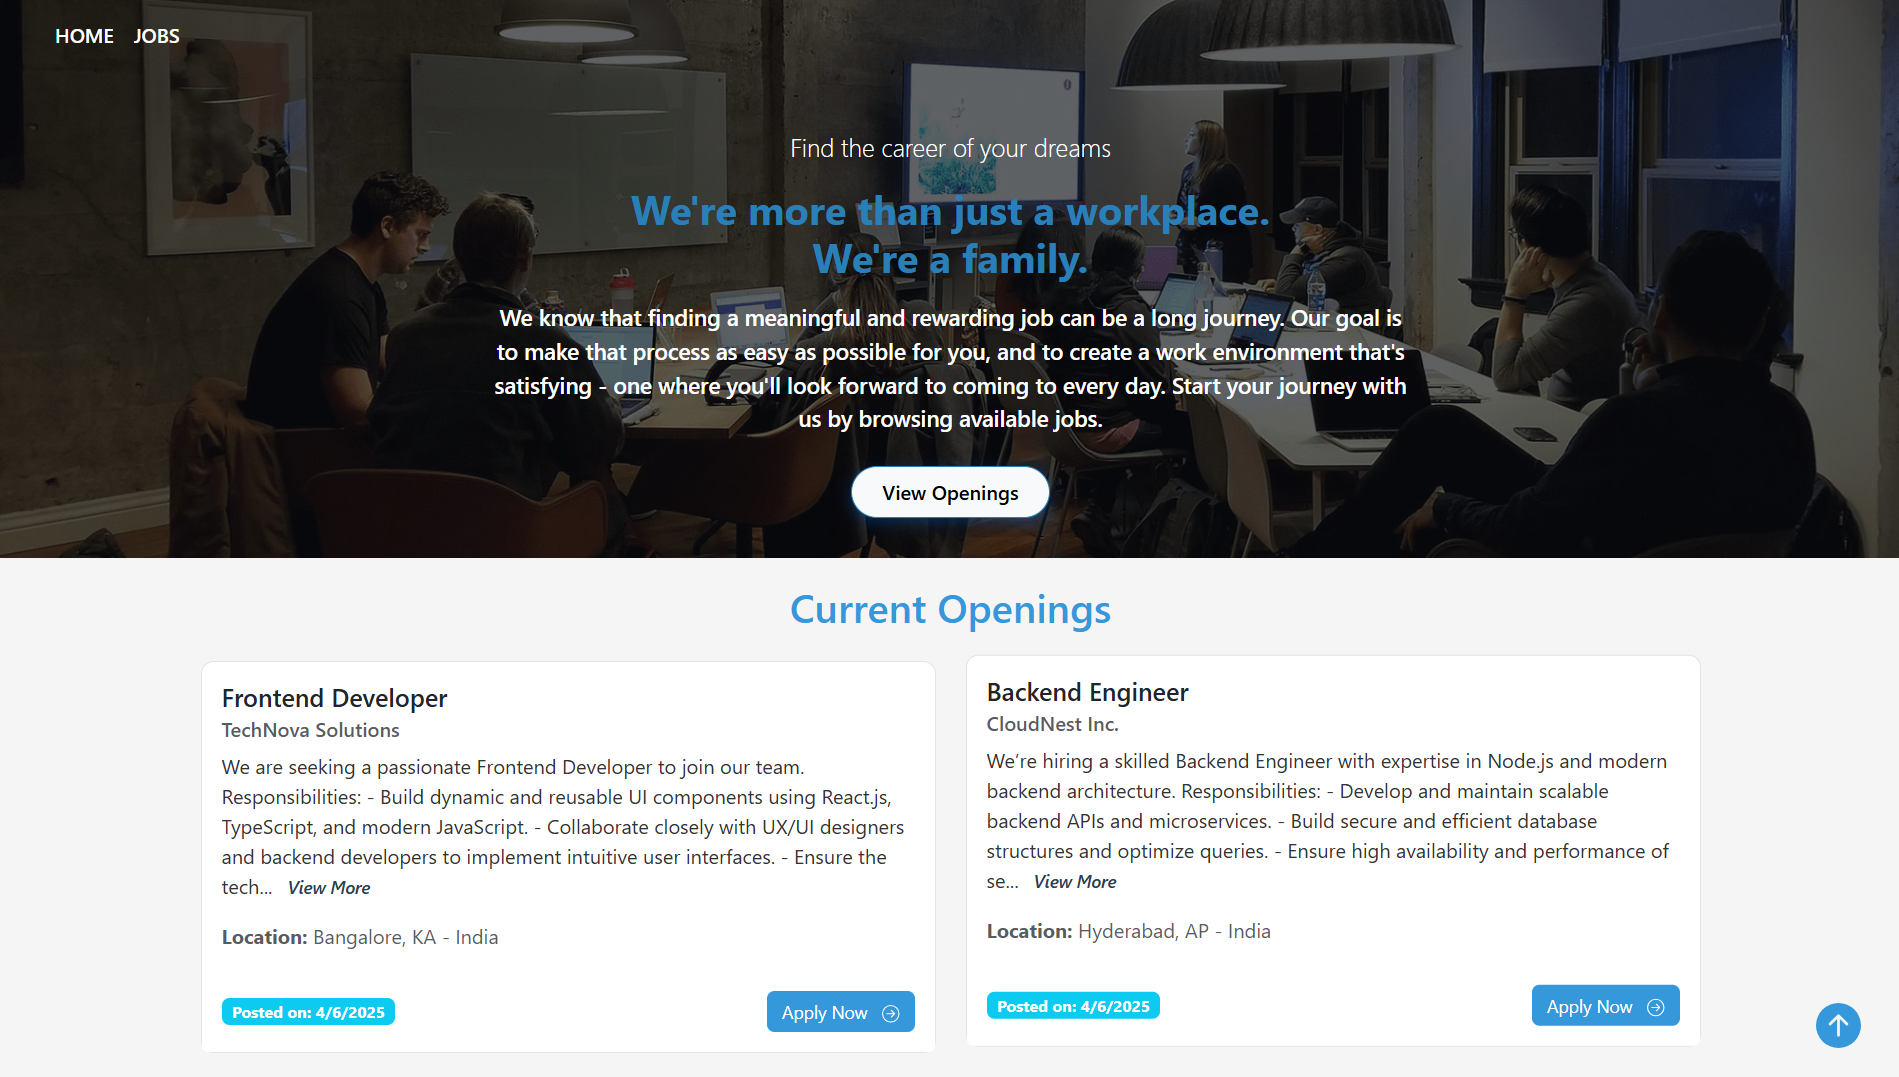 HOME JOBS
Find the career of your dreams
We're more than just a workplace.
We're a family.
We know that finding a meaningful and rewarding job can be a long journey. Our goal is
to make that process as easy as possible for you, and to create a work environment that's
satisfying - one where you'll look forward to coming to every day. Start your journey with
us by browsing available jobs.
View Openings
Current Openings
Frontend Developer
TechNova Solutions
We are seeking a passionate Frontend Developer to join our team.
Responsibilities: - Build dynamic and reusable UI components using React.js,
TypeScript, and modern JavaScript. - Collaborate closely with UX/UI designers
and backend developers to implement intuitive user interfaces. - Ensure the
tech... View More
Location: Bangalore, KA - India
Posted on: 4/6/2025
Apply Now
Backend Engineer
CloudNest Inc.
We’re hiring a skilled Backend Engineer with expertise in Node.js and modern
backend architecture. Responsibilities: - Develop and maintain scalable
backend APIs and microservices. - Build secure and efficient database
structures and optimize queries. - Ensure high availability and performance of
se... View More
Location: Hyderabad, AP - India
Posted on: 4/6/2025
Apply Now